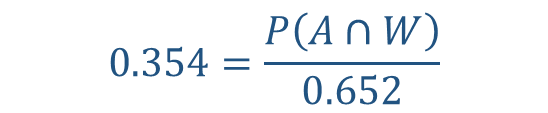 0.354 = P(A ∩ W) / 0.652